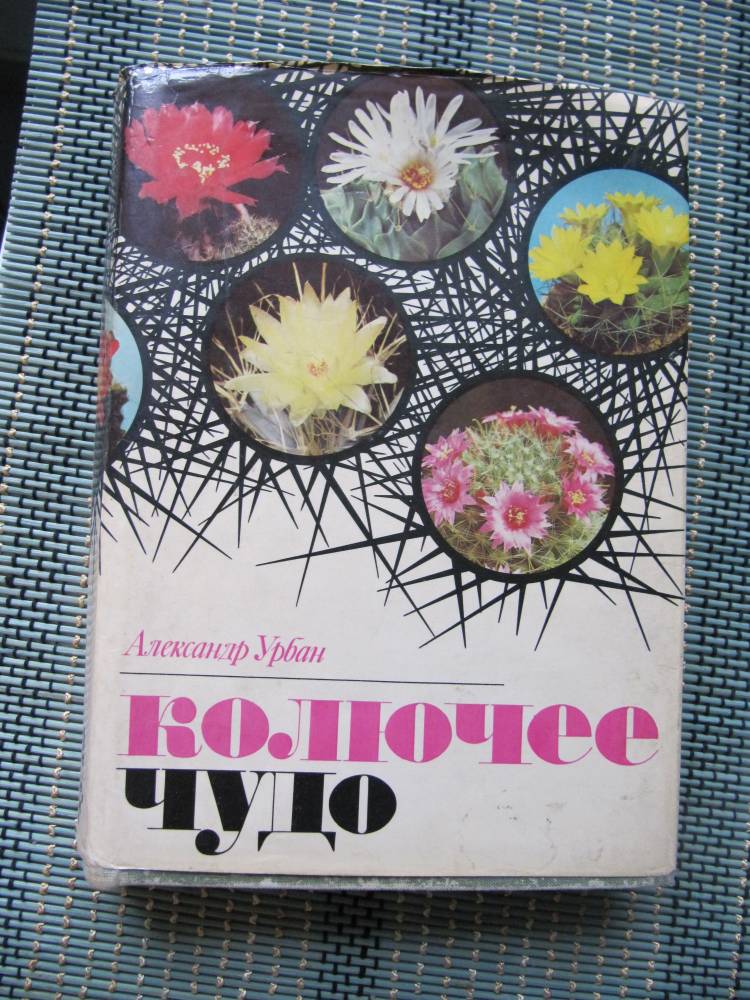 Александр Урбан
колючее
чудо